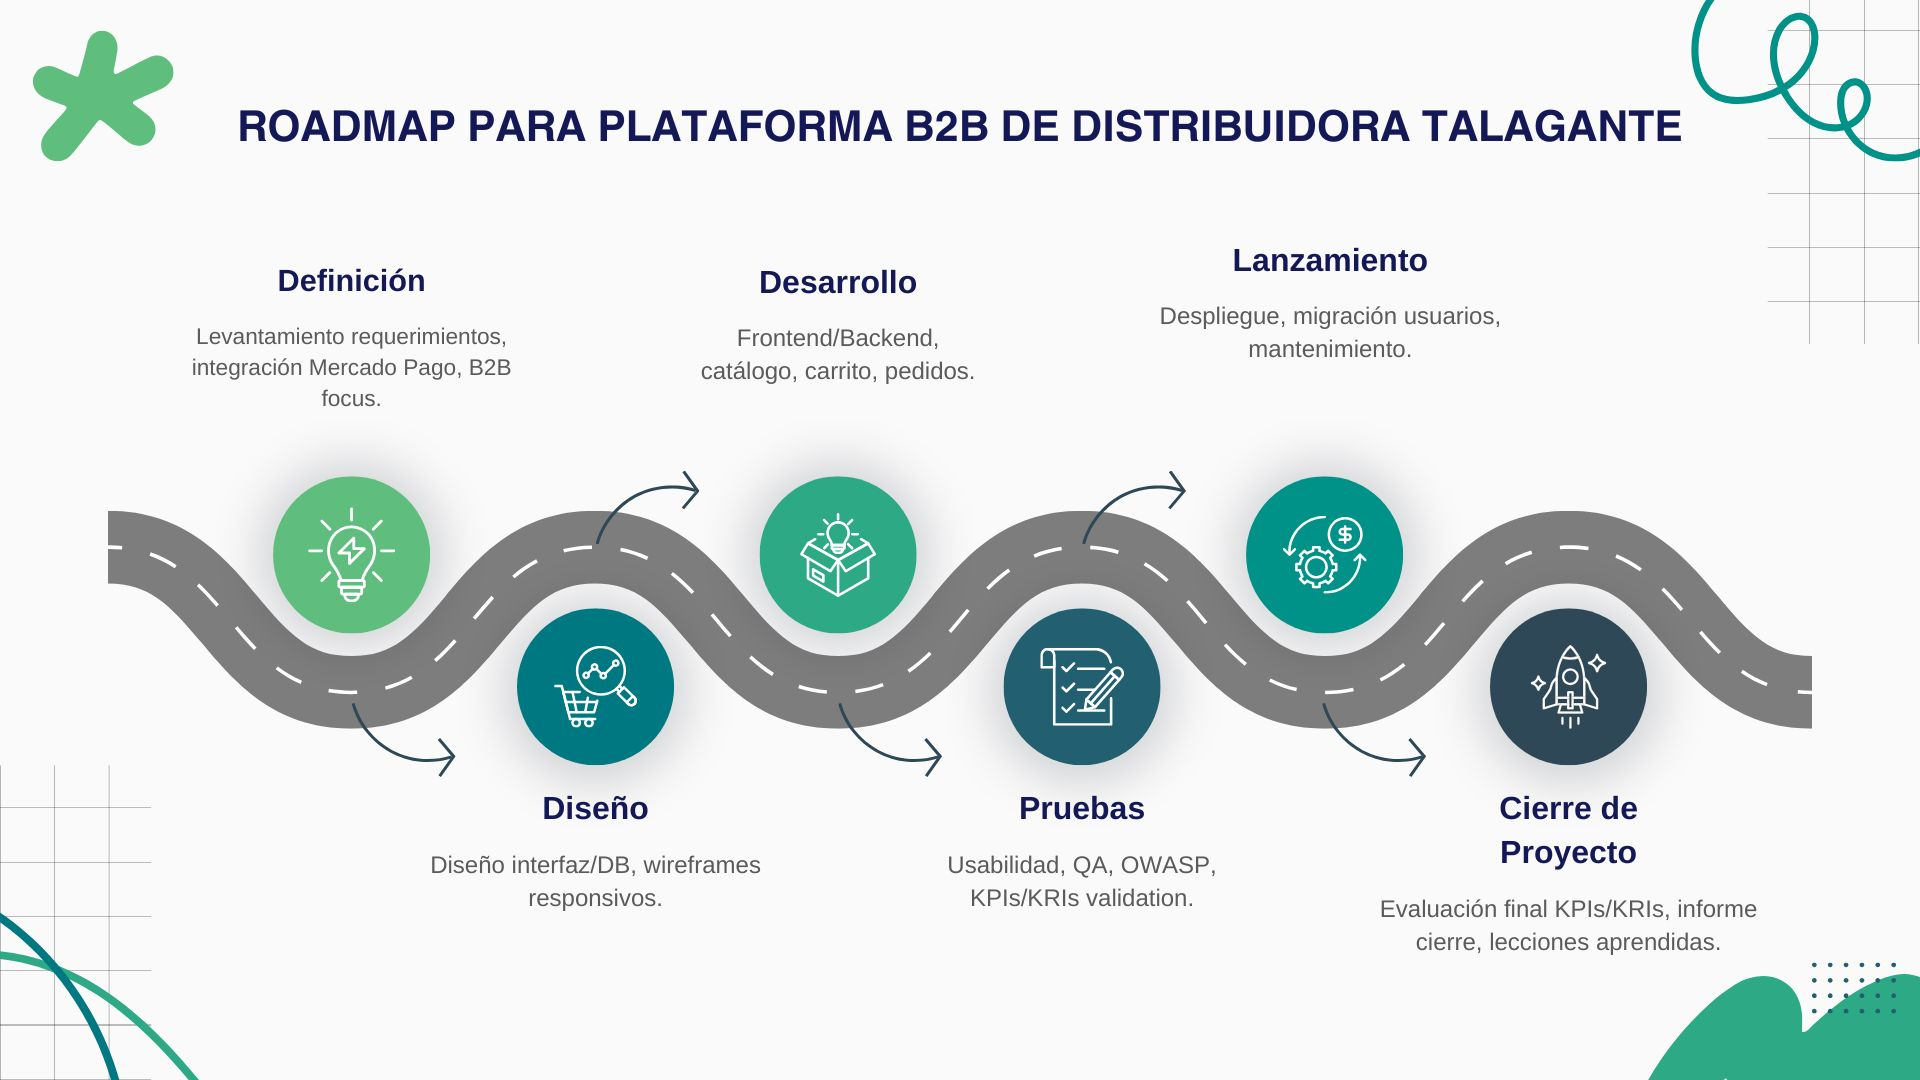 ROADMAP PARA PLATAFORMA B2B DE DISTRIBUIDORA TALAGANTE
Definición
Levantamiento requerimientos,
integración Mercado Pago, B2B
focus.
Diseño
Diseño interfaz/DB, wireframes
responsivos.
Desarrollo
Frontend/Backend,
catálogo, carrito, pedidos.
Pruebas
Usabilidad, QA, OWASP,
KPIs/KRIs validation.
Lanzamiento
Despliegue, migración usuarios,
mantenimiento.
$
Cierre de
Proyecto
Evaluación final KPIs/KRIs, informe
cierre, lecciones aprendidas.